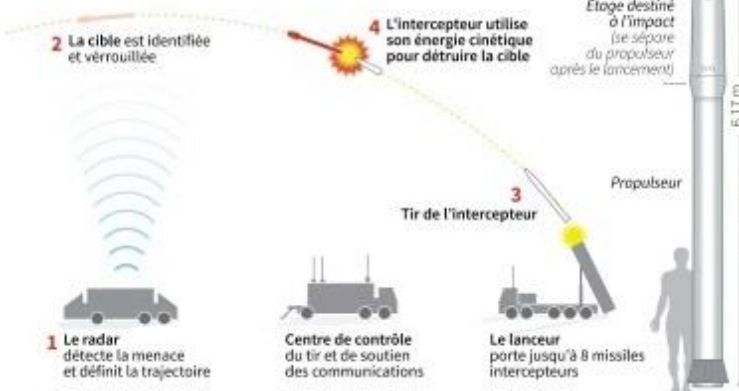 2 La cible est identifiée
et verrouillée
4 L'intercepteur utilise
son énergie cinétique
pour détruire la cible
Étage destiné
à l'impact
(se sépare
du propulseur
après le lancement)
6,17 m
Propulseur
3
Tir de l'intercepteur
1 Le radar
détecte la menace
et définit la trajectoire
Centre de contrôle
du tir et de soutien
des communications
Le lanceur
porte jusqu'à 8 missiles
intercepteurs